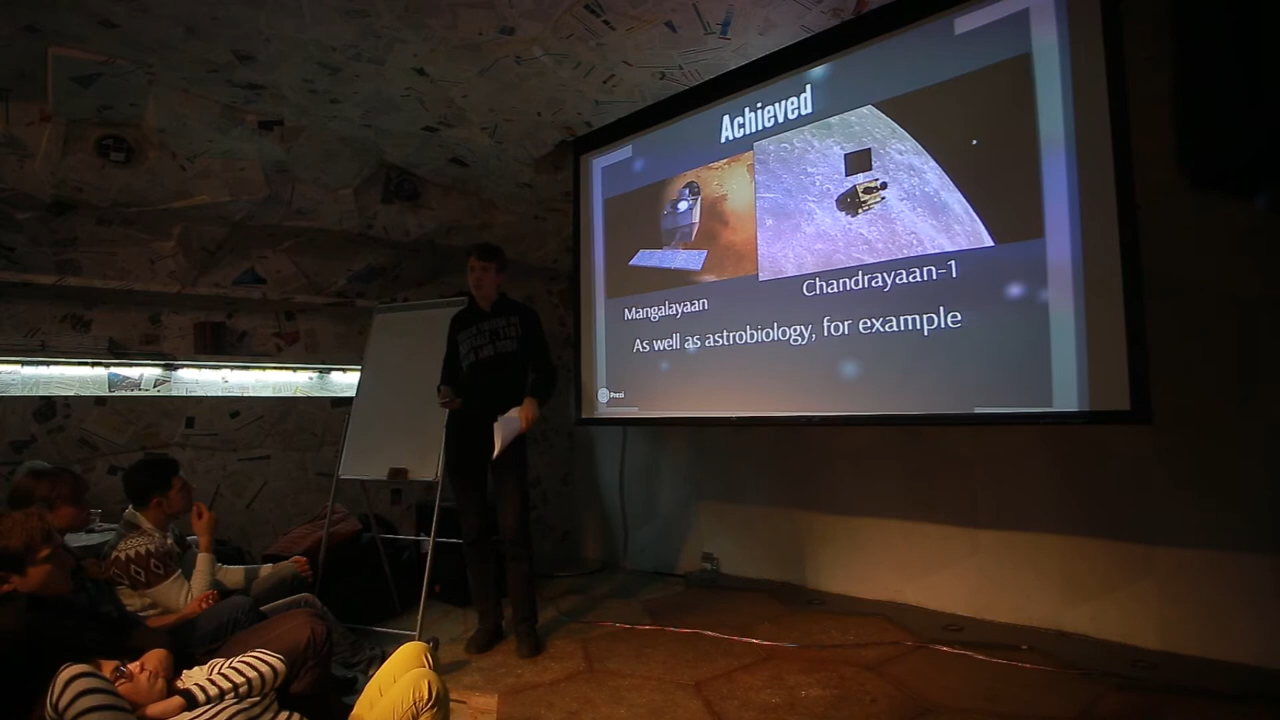 Achieved
Mangalayaan
Chandrayaan-1
As well as astrobiology, for example
Prezi